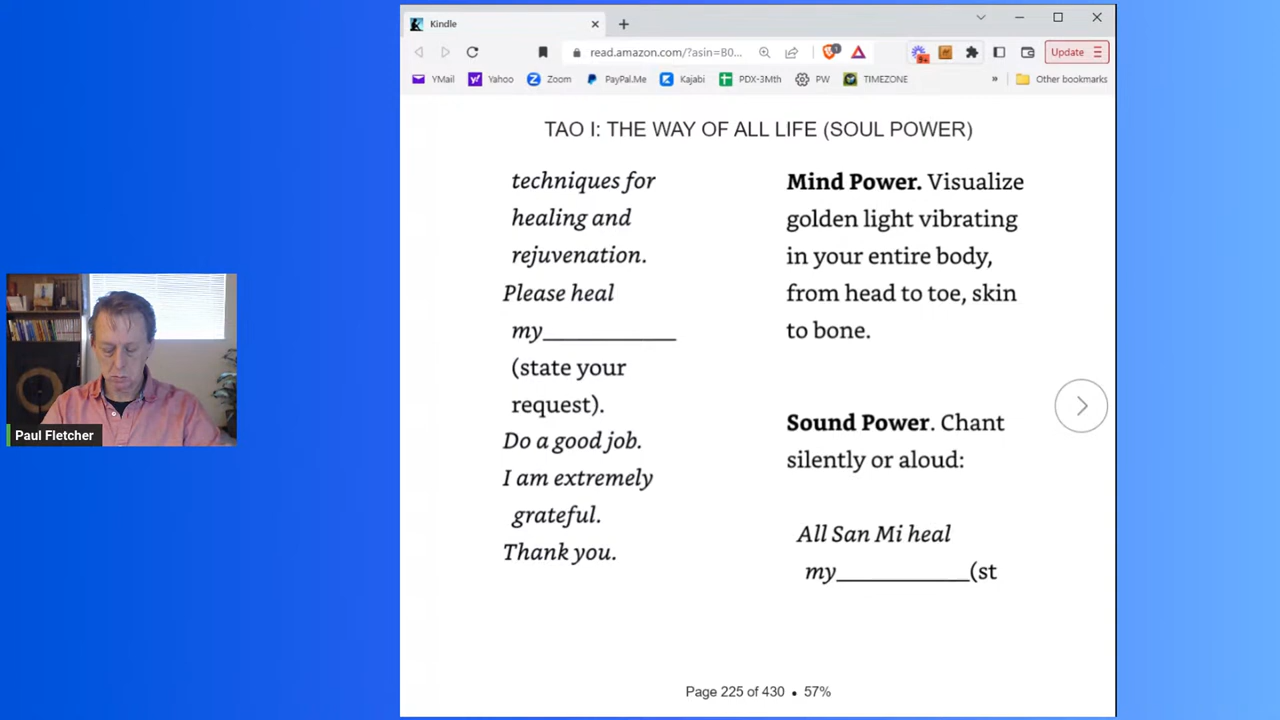 Kindle
read.amazon.com/?asin=B0...
1
9+
Update
YMail
Yahoo
Zoom
PayPal.Me
Kajabi
PDX-3Mth
PW
TIMEZONE
»
Other bookmarks
TAO I: THE WAY OF ALL LIFE (SOUL POWER)
techniques for
healing and
rejuvenation.
Please heal
my____________
(state your
request).
Do a good job.
I am extremely
grateful.
Thank you.
Mind Power. Visualize
golden light vibrating
in your entire body,
from head to toe, skin
to bone.
Sound Power. Chant
silently or aloud:
All San Mi heal
my____________(st
Page 225 of 430 • 57%
Paul Fletcher